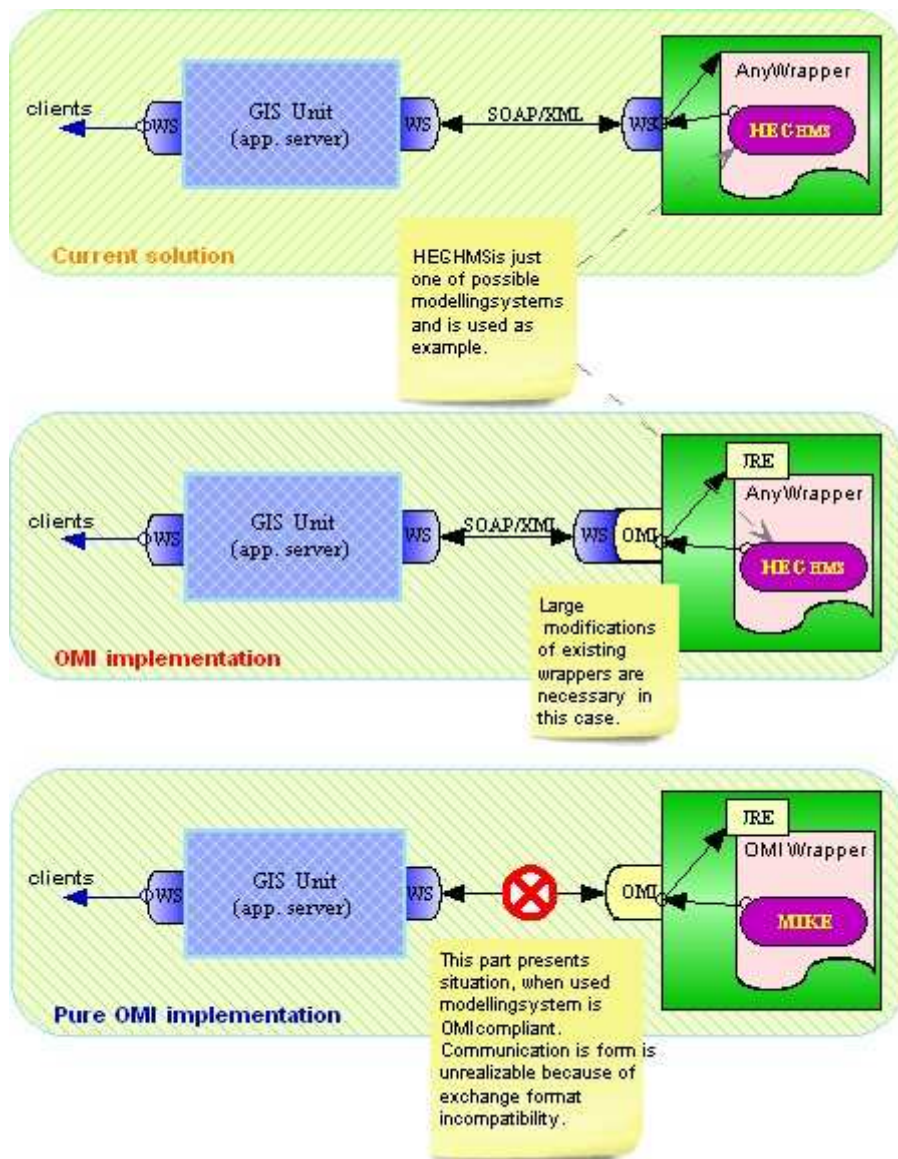 AnyWrapper
clients
WS
GIS Unit
(app. server)
WS
SOAP/XML
WS
HEGHMS
Current solution
HEGHMSis just
one of possible
modellingsystems
and is used as
example.
JRE
AnyWrapper
clients
WS
GIS Unit
(app. server)
WS
SOAP/XML
WS
OMI
HEGHMS
OMI implementation
Large
modifications
of existing
wrappers are
necessary in
this case.
JRE
OMI Wrapper
clients
WS
GIS Unit
(app. server)
WS
OMI
MIKE
Pure OMI implementation
This part presents
situation, when used
modellingsystem is
OMIcompliant.
Communication is form is
unrealizable because of
exchange format
incompatibility.